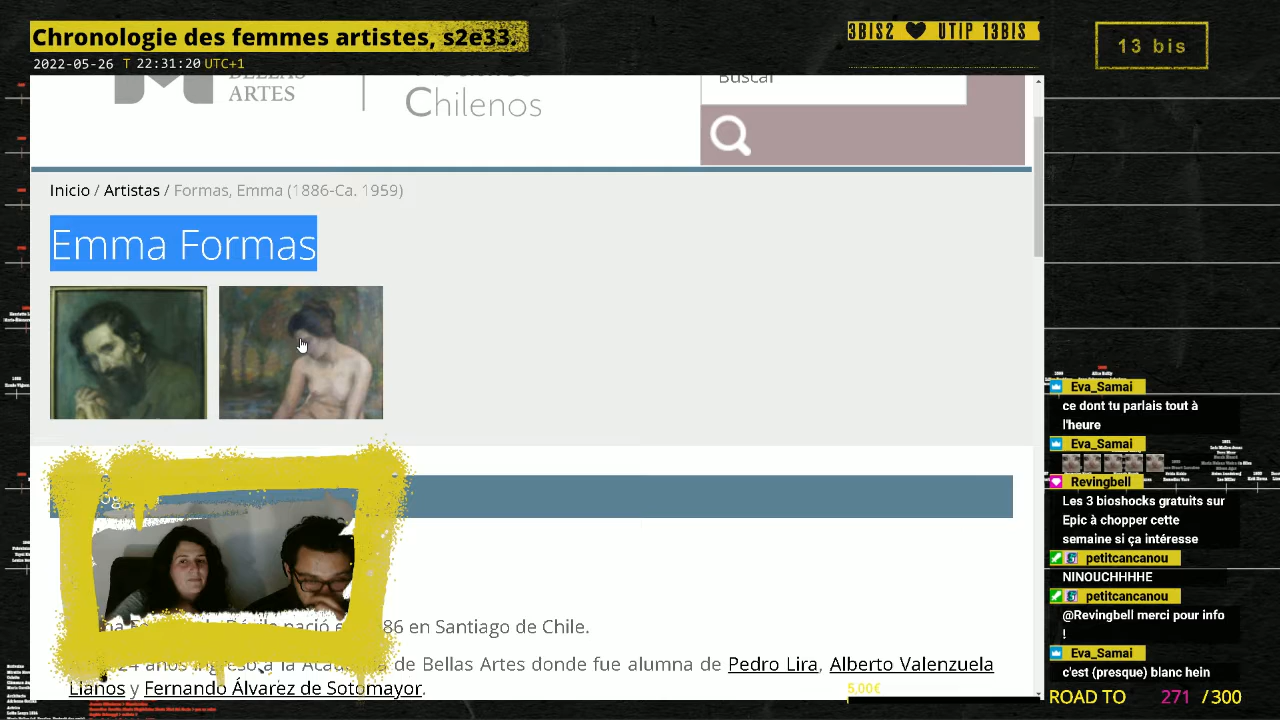 Chronologie des femmes artistes, s2e33
2022-05-26 T 22:31:20 UTC+1
3BIS2 ♥ UTIP 13BIS
13 bis
ARTES
Chilenos
Buscar
Inicio / Artistas / Formas, Emma (1886-Ca. 1959)
Emma Formas
86 en Santiago de Chile.
24 años ingresó a la Academia de Bellas Artes donde fue alumna de Pedro Lira, Alberto Valenzuela
Llanos y Fernando Álvarez de Sotomayor.
5,00€
Eva_Samai
ce dont tu parlais tout à
l'heure
Eva_Samai
Revingbell
Les 3 bioshocks gratuits sur
Epic à chopper cette
semaine si ça intéresse
petitcancanou
NINOUCHHHHE
petitcancanou
@Revingbell merci pour info
!
Eva_Samai
c'est (presque) blanc hein
ROAD TO 271 / 300